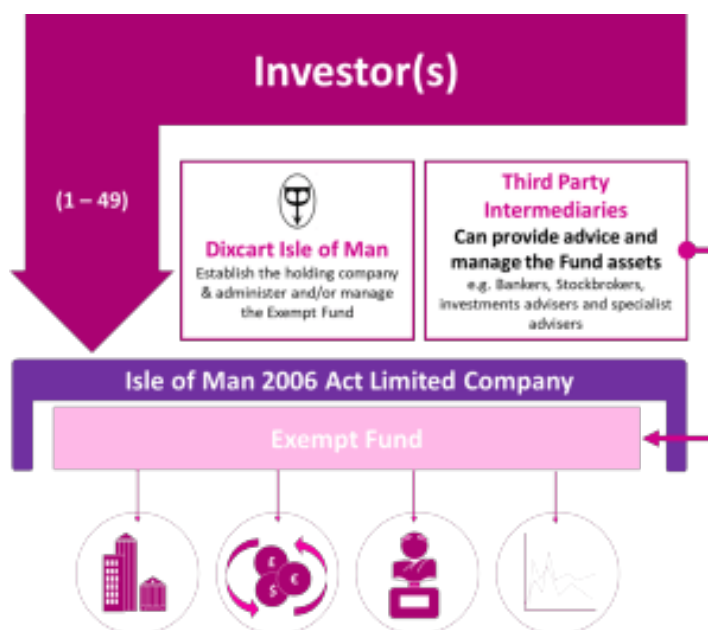 Investor(s)
(1 – 49)
Dixcart Isle of Man
Establish the holding company
& administer and/or manage
the Exempt Fund
Third Party
Intermediaries
Can provide advice and
manage the Fund assets
e.g. Bankers, Stockbrokers,
investments advisers and specialist
advisers
Isle of Man 2006 Act Limited Company
Exempt Fund
£
€
$